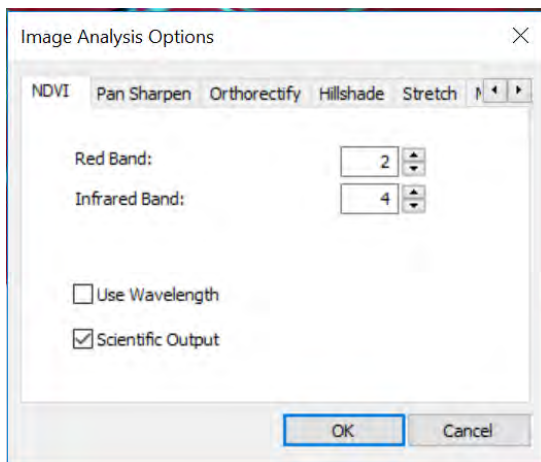 Image Analysis Options
NDVI Pan Sharpen Orthorectify Hillshade Stretch
Red Band: 2
Infrared Band: 4
Use Wavelength
Scientific Output
OK Cancel